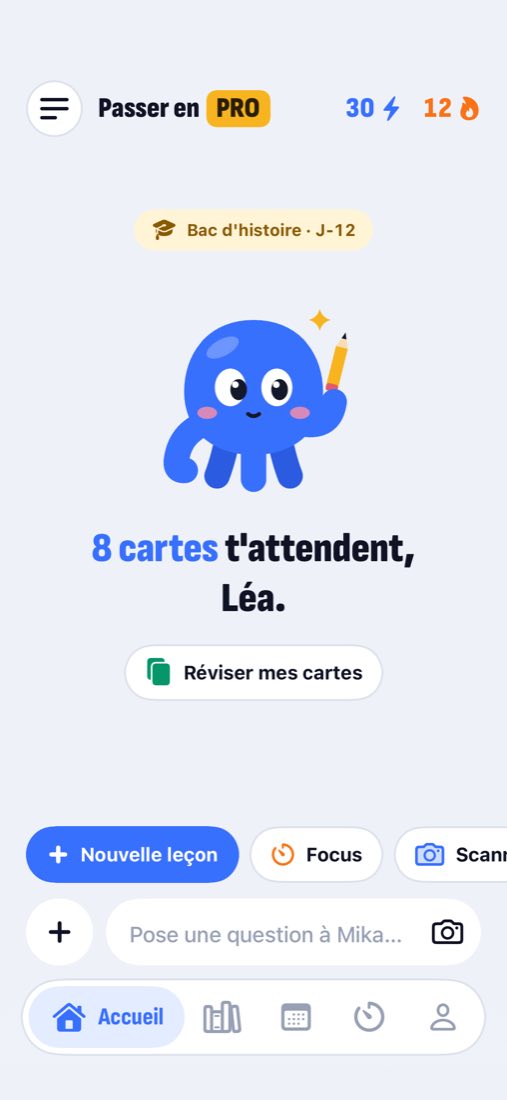 Passer en PRO
30
12
Bac d'histoire · J-12
8 cartes t'attendent,
Léa.
Réviser mes cartes
Nouvelle leçon
Focus
Scann
Pose une question à Mika...
Accueil